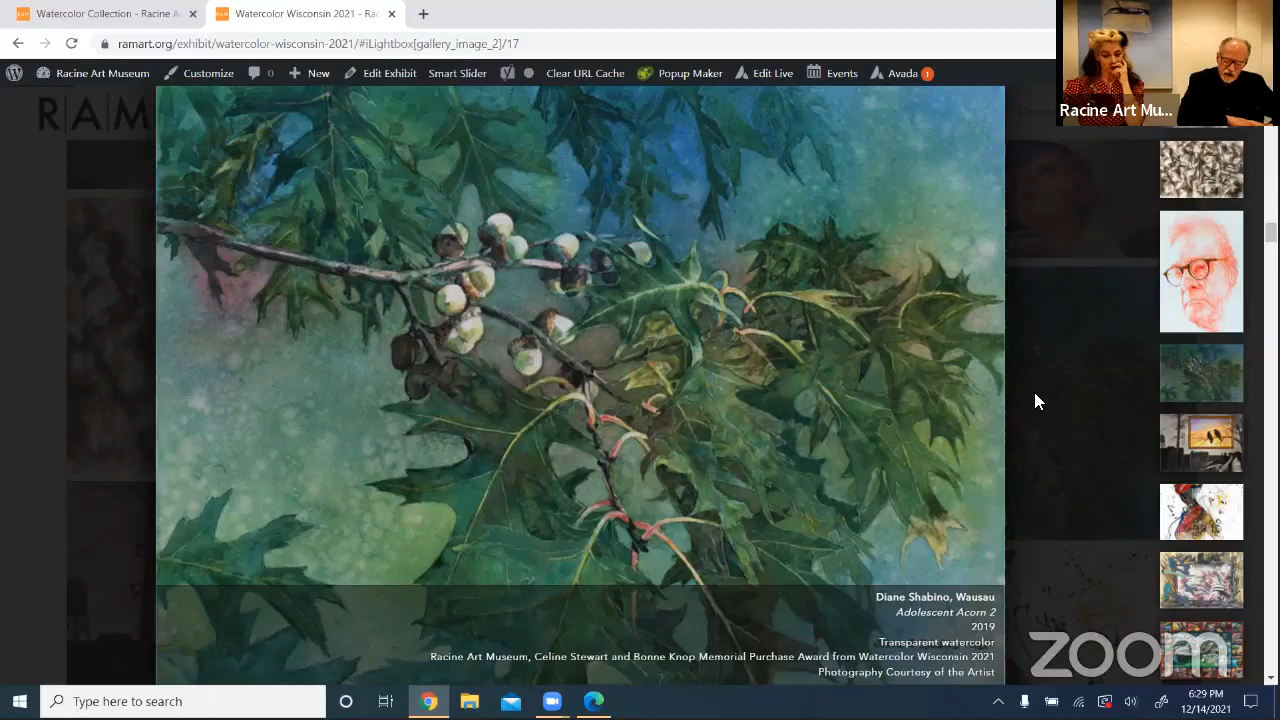 Watercolor Collection - Racine A
Watercolor Wisconsin 2021 - Rac
ramart.org/exhibit/watercolor-wisconsin-2021/#iLightbox[gallery_image_2]/17
Racine Art Museum Customize 0 New Edit Exhibit Smart Slider Clear URL Cache Popup Maker Edit Live Events Avada 1
Racine Art Mu...
RAM
Donate
Diane Shabino, Wausau
Adolescent Acorn 2
2019
Transparent watercolor
Racine Art Museum, Celine Stewart and Bonne Knop Memorial Purchase Award from Watercolor Wisconsin 2021
Photography Courtesy of the Artist
zoom
Type here to search
6:29 PM
12/14/2021